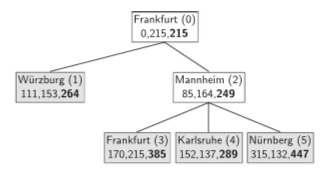 Frankfurt (0)
0,215,215
Würzburg (1)
111,153,264
Mannheim (2)
85,164,249
Frankfurt (3)
170,215,385
Karlsruhe (4)
152,137,289
Nürnberg (5)
315,132,447